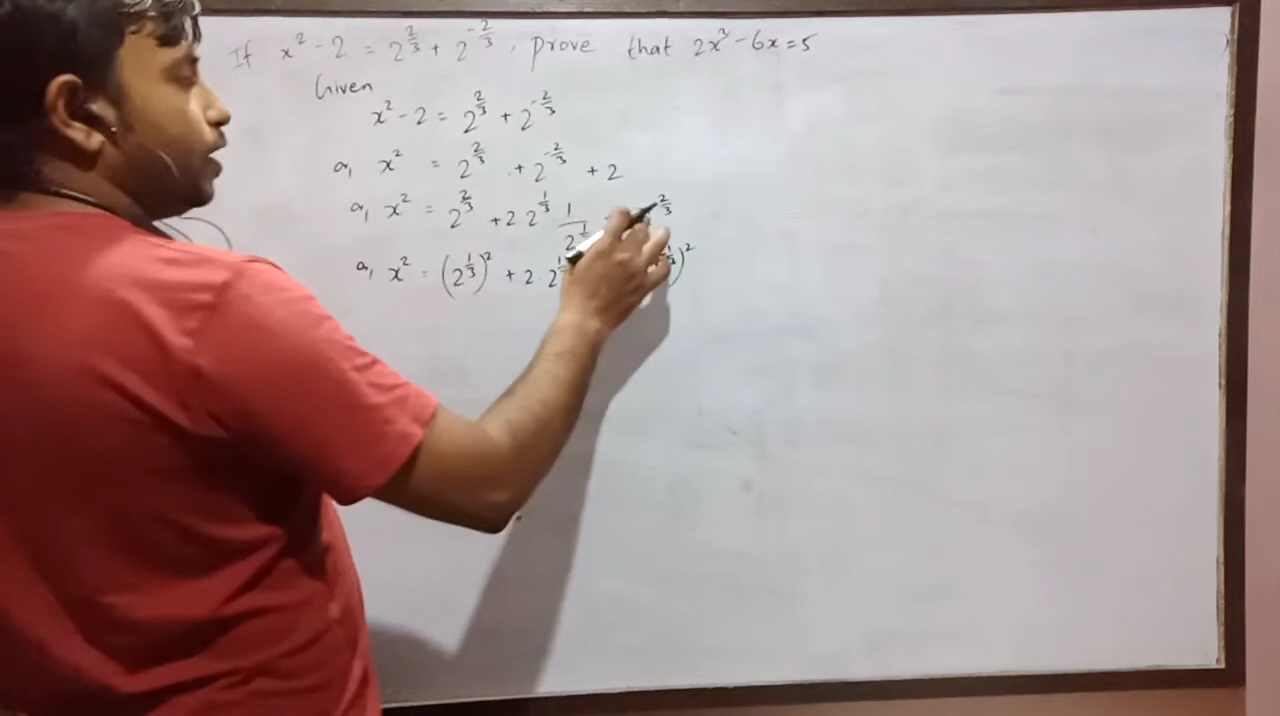 If x² - 2 = 2^(2/3) + 2^(-2/3), prove that 2x³ - 6x = 5
Given
x² - 2 = 2^(2/3) + 2^(-2/3)
or, x² = 2^(2/3) + 2^(-2/3) + 2
or, x² = 2^(2/3) + 2 2^(1/3) 1/2^(1/
or, x² = (2^(1/3))² + 2 . 2^(1/ )²